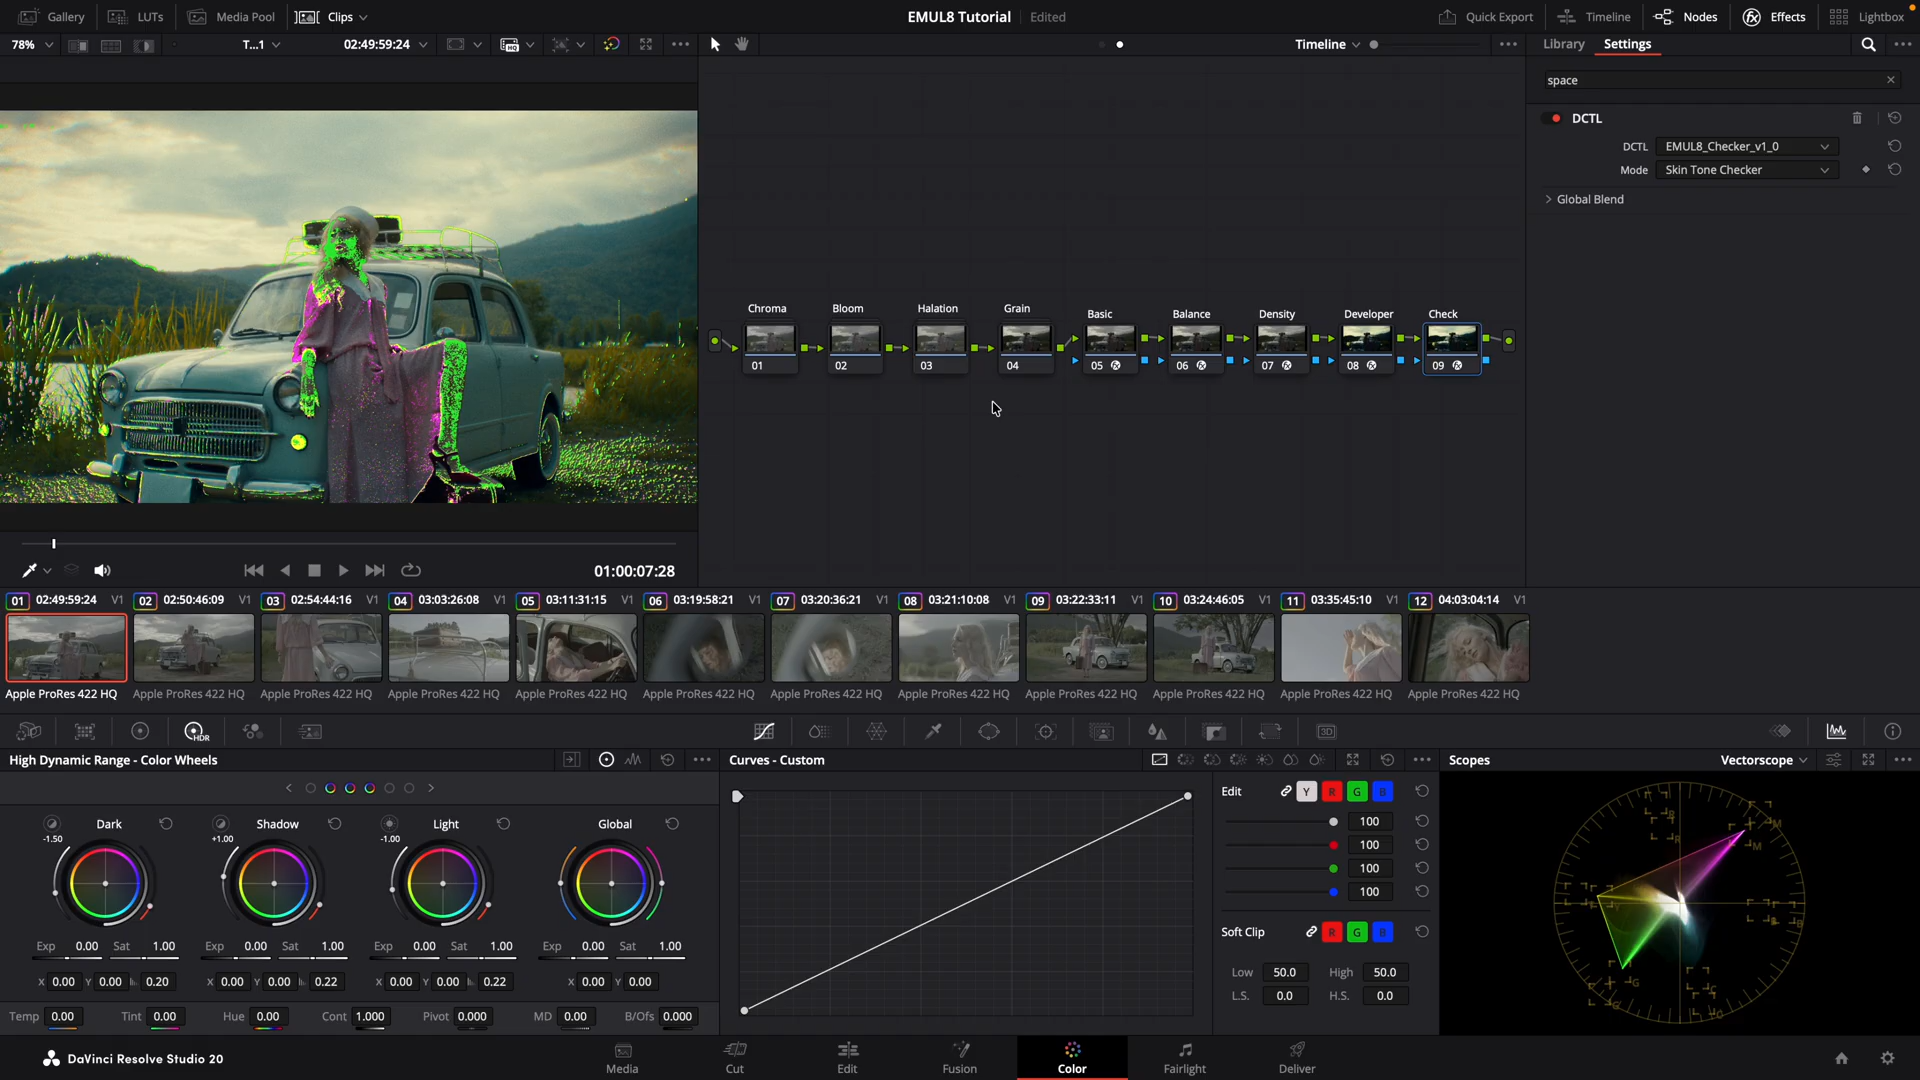 Gallery LUTs Media Pool Clips EMUL8 Tutorial Edited Quick Export Timeline Nodes Effects Lightbox
78% T...1 02:49:59:24 HQ Timeline Library Settings
space
DCTL
DCTL EMUL8_Checker_v1_0
Mode Skin Tone Checker
Global Blend
Chroma Bloom Halation Grain Basic Balance Density Developer Check
01 02 03 04 05 06 07 08 09
01:00:07:28
01 02:49:59:24 V1 02 02:50:46:09 V1 03 02:54:44:16 V1 04 03:03:26:08 V1 05 03:11:31:15 V1 06 03:19:58:21 V1 07 03:20:36:21 V1 08 03:21:10:08 V1 09 03:22:33:11 V1 10 03:24:46:05 V1 11 03:35:45:10 V1 12 04:03:04:14 V1
Apple ProRes 422 HQ Apple ProRes 422 HQ Apple ProRes 422 HQ Apple ProRes 422 HQ Apple ProRes 422 HQ Apple ProRes 422 HQ Apple ProRes 422 HQ Apple ProRes 422 HQ Apple ProRes 422 HQ Apple ProRes 422 HQ Apple ProRes 422 HQ Apple ProRes 422 HQ
HDR 3D
High Dynamic Range - Color Wheels Curves - Custom Scopes Vectorscope
Edit Y R G B
Dark Shadow Light Global
-1.50 +1.00 -1.00
100
100
100
100
Soft Clip R G B
Exp 0.00 Sat 1.00 Exp 0.00 Sat 1.00 Exp 0.00 Sat 1.00 Exp 0.00 Sat 1.00
Low 50.0 High 50.0
X 0.00 Y 0.00 0.20 X 0.00 Y 0.00 0.22 X 0.00 Y 0.00 0.22 X 0.00 Y 0.00
L.S. 0.0 H.S. 0.0
Temp 0.00 Tint 0.00 Hue 0.00 Cont 1.000 Pivot 0.000 MD 0.00 B/Ofs 0.000
DaVinci Resolve Studio 20 Media Cut Edit Fusion Color Fairlight Deliver